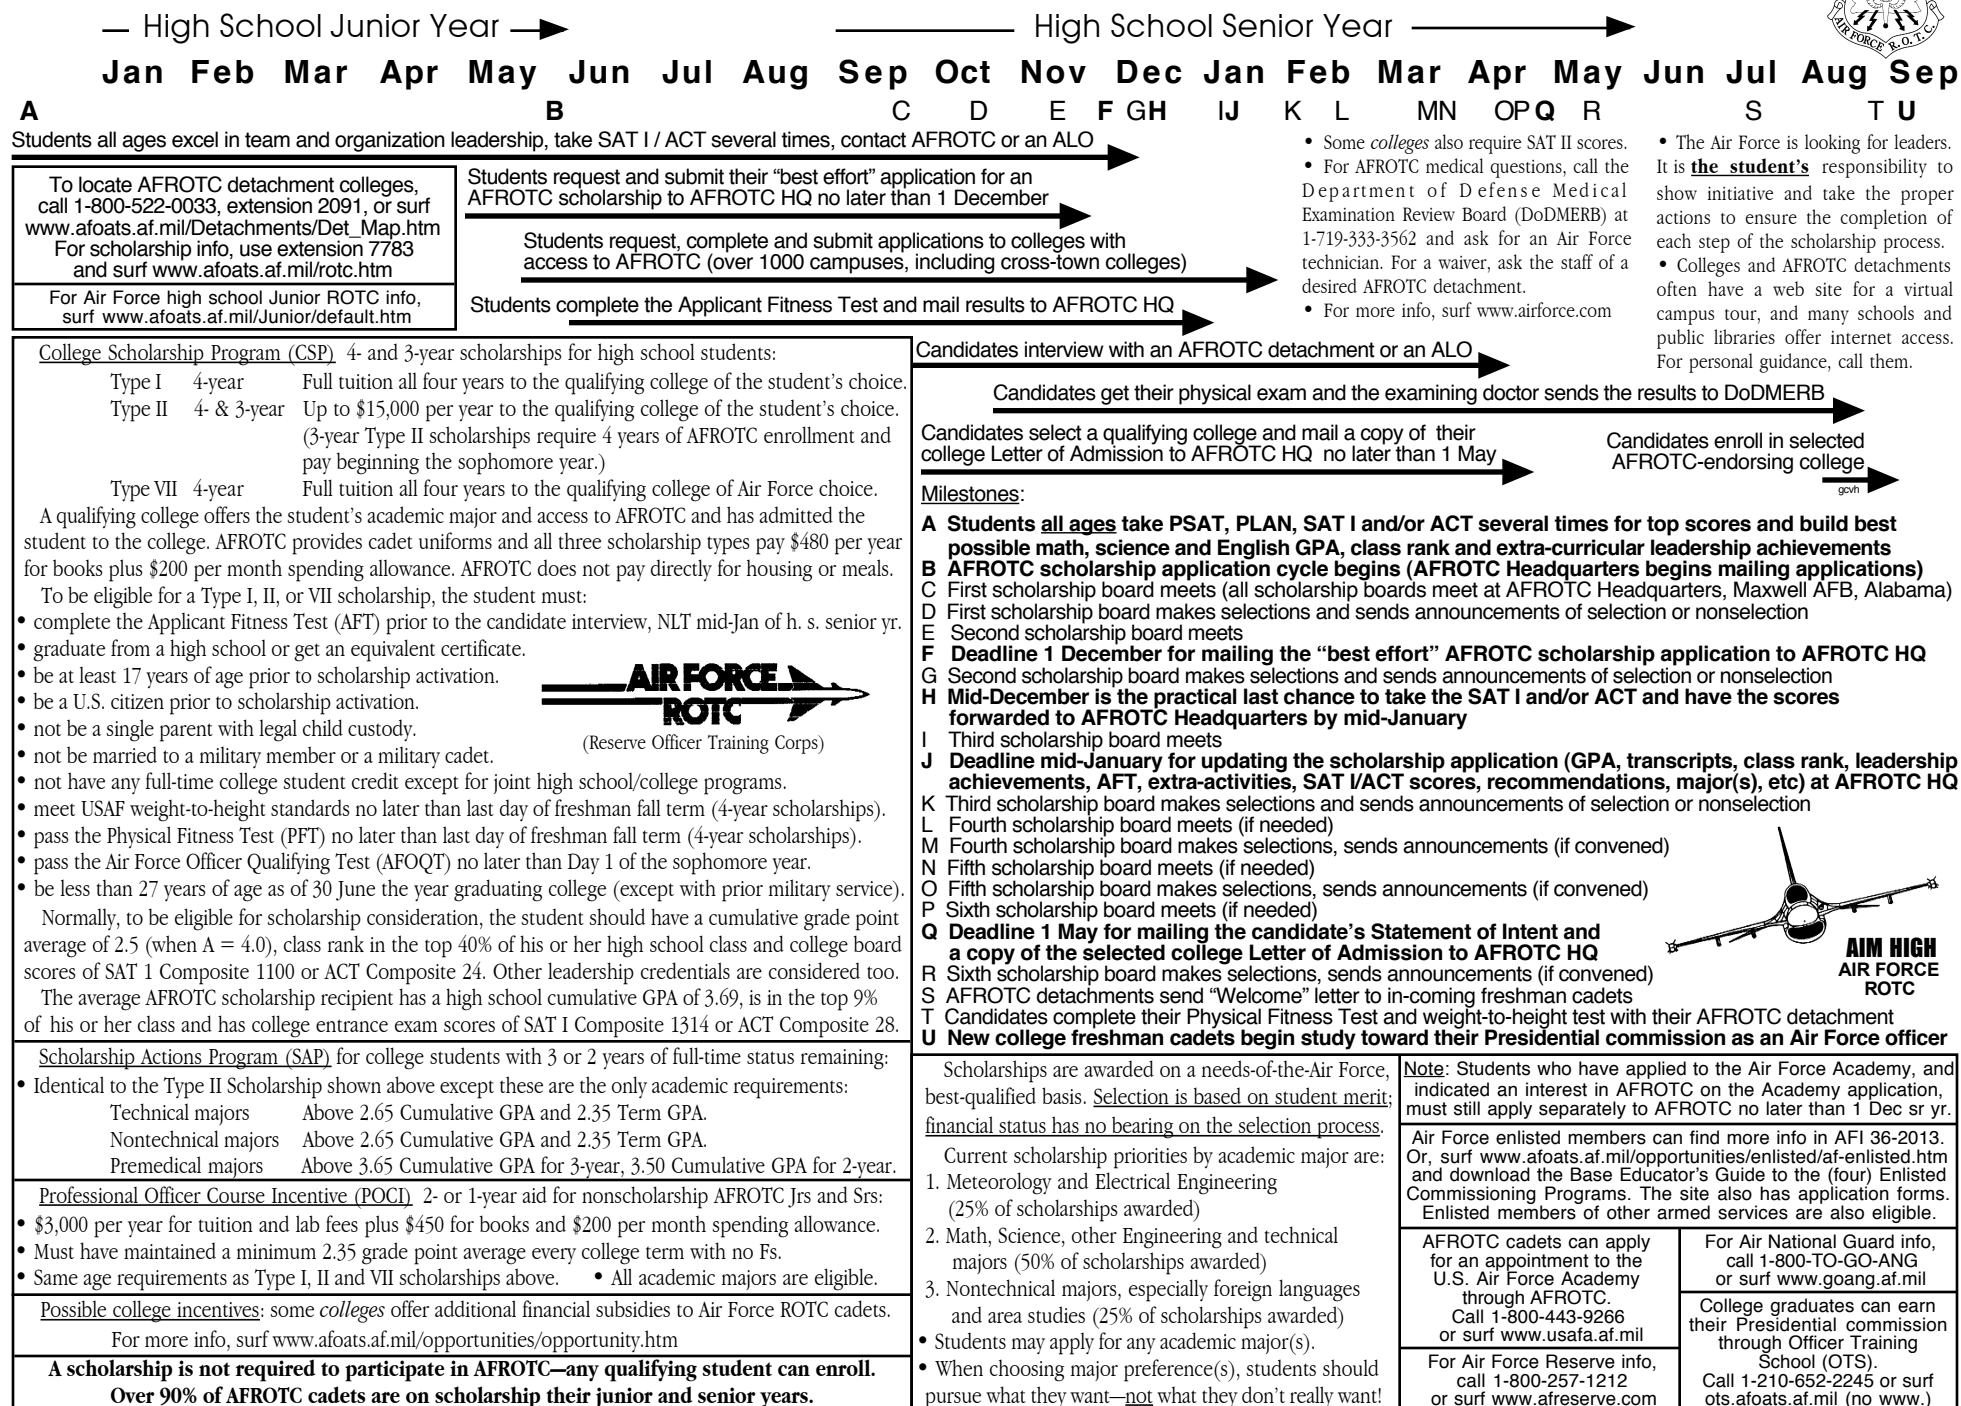 High School Junior Year
High School Senior Year
AIR FORCE R.O.T.C.
Jan Feb Mar Apr May Jun Jul Aug Sep Oct Nov Dec Jan Feb Mar Apr May Jun Jul Aug Sep
A B C D E F GH IJ K L MN OPQ R S T U
Students all ages excel in team and organization leadership, take SAT I / ACT several times, contact AFROTC or an ALO
To locate AFROTC detachment colleges,
call 1-800-522-0033, extension 2091, or surf
www.afoats.af.mil/Detachments/Det_Map.htm
For scholarship info, use extension 7783
and surf www.afoats.af.mil/rotc.htm
For Air Force high school Junior ROTC info,
surf www.afoats.af.mil/Junior/default.htm
Students request and submit their “best effort” application for an
AFROTC scholarship to AFROTC HQ no later than 1 December
Students request, complete and submit applications to colleges with
access to AFROTC (over 1000 campuses, including cross-town colleges)
Students complete the Applicant Fitness Test and mail results to AFROTC HQ
• Some colleges also require SAT II scores.
• For AFROTC medical questions, call the
Department of Defense Medical
Examination Review Board (DoDMERB) at
1-719-333-3562 and ask for an Air Force
technician. For a waiver, ask the staff of a
desired AFROTC detachment.
• For more info, surf www.airforce.com
• The Air Force is looking for leaders.
It is the student’s responsibility to
show initiative and take the proper
actions to ensure the completion of
each step of the scholarship process.
• Colleges and AFROTC detachments
often have a web site for a virtual
campus tour, and many schools and
public libraries offer internet access.
For personal guidance, call them.
College Scholarship Program (CSP) 4- and 3-year scholarships for high school students:
Type I 4-year Full tuition all four years to the qualifying college of the student’s choice.
Type II 4- & 3-year Up to $15,000 per year to the qualifying college of the student’s choice.
(3-year Type II scholarships require 4 years of AFROTC enrollment and
pay beginning the sophomore year.)
Type VII 4-year Full tuition all four years to the qualifying college of Air Force choice.
A qualifying college offers the student’s academic major and access to AFROTC and has admitted the
student to the college. AFROTC provides cadet uniforms and all three scholarship types pay $480 per year
for books plus $200 per month spending allowance. AFROTC does not pay directly for housing or meals.
To be eligible for a Type I, II, or VII scholarship, the student must:
• complete the Applicant Fitness Test (AFT) prior to the candidate interview, NLT mid-Jan of h. s. senior yr.
• graduate from a high school or get an equivalent certificate.
• be at least 17 years of age prior to scholarship activation.
• be a U.S. citizen prior to scholarship activation.
• not be a single parent with legal child custody.
• not be married to a military member or a military cadet.
• not have any full-time college student credit except for joint high school/college programs.
• meet USAF weight-to-height standards no later than last day of freshman fall term (4-year scholarships).
• pass the Physical Fitness Test (PFT) no later than last day of freshman fall term (4-year scholarships).
• pass the Air Force Officer Qualifying Test (AFOQT) no later than Day 1 of the sophomore year.
• be less than 27 years of age as of 30 June the year graduating college (except with prior military service).
AIR FORCE
ROTC
(Reserve Officer Training Corps)
Normally, to be eligible for scholarship consideration, the student should have a cumulative grade point
average of 2.5 (when A = 4.0), class rank in the top 40% of his or her high school class and college board
scores of SAT 1 Composite 1100 or ACT Composite 24. Other leadership credentials are considered too.
The average AFROTC scholarship recipient has a high school cumulative GPA of 3.69, is in the top 9%
of his or her class and has college entrance exam scores of SAT I Composite 1314 or ACT Composite 28.
Scholarship Actions Program (SAP) for college students with 3 or 2 years of full-time status remaining:
• Identical to the Type II Scholarship shown above except these are the only academic requirements:
Technical majors Above 2.65 Cumulative GPA and 2.35 Term GPA.
Nontechnical majors Above 2.65 Cumulative GPA and 2.35 Term GPA.
Premedical majors Above 3.65 Cumulative GPA for 3-year, 3.50 Cumulative GPA for 2-year.
Professional Officer Course Incentive (POCI) 2- or 1-year aid for nonscholarship AFROTC Jrs and Srs:
• $3,000 per year for tuition and lab fees plus $450 for books and $200 per month spending allowance.
• Must have maintained a minimum 2.35 grade point average every college term with no Fs.
• Same age requirements as Type I, II and VII scholarships above. • All academic majors are eligible.
Possible college incentives: some colleges offer additional financial subsidies to Air Force ROTC cadets.
For more info, surf www.afoats.af.mil/opportunities/opportunity.htm
A scholarship is not required to participate in AFROTC—any qualifying student can enroll.
Over 90% of AFROTC cadets are on scholarship their junior and senior years.
Candidates interview with an AFROTC detachment or an ALO
Candidates get their physical exam and the examining doctor sends the results to DoDMERB
Candidates select a qualifying college and mail a copy of their
college Letter of Admission to AFROTC HQ no later than 1 May
Candidates enroll in selected
AFROTC-endorsing college
gcvh
Milestones:
A Students all ages take PSAT, PLAN, SAT I and/or ACT several times for top scores and build best
possible math, science and English GPA, class rank and extra-curricular leadership achievements
B AFROTC scholarship application cycle begins (AFROTC Headquarters begins mailing applications)
C First scholarship board meets (all scholarship boards meet at AFROTC Headquarters, Maxwell AFB, Alabama)
D First scholarship board makes selections and sends announcements of selection or nonselection
E Second scholarship board meets
F Deadline 1 December for mailing the “best effort” AFROTC scholarship application to AFROTC HQ
G Second scholarship board makes selections and sends announcements of selection or nonselection
H Mid-December is the practical last chance to take the SAT I and/or ACT and have the scores
forwarded to AFROTC Headquarters by mid-January
I Third scholarship board meets
J Deadline mid-January for updating the scholarship application (GPA, transcripts, class rank, leadership
achievements, AFT, extra-activities, SAT I/ACT scores, recommendations, major(s), etc) at AFROTC HQ
K Third scholarship board makes selections and sends announcements of selection or nonselection
L Fourth scholarship board meets (if needed)
M Fourth scholarship board makes selections, sends announcements (if convened)
N Fifth scholarship board meets (if needed)
O Fifth scholarship board makes selections, sends announcements (if convened)
P Sixth scholarship board meets (if needed)
Q Deadline 1 May for mailing the candidate’s Statement of Intent and
a copy of the selected college Letter of Admission to AFROTC HQ
R Sixth scholarship board makes selections, sends announcements (if convened)
S AFROTC detachments send “Welcome” letter to in-coming freshman cadets
T Candidates complete their Physical Fitness Test and weight-to-height test with their AFROTC detachment
U New college freshman cadets begin study toward their Presidential commission as an Air Force officer
AIM HIGH
AIR FORCE
ROTC
Scholarships are awarded on a needs-of-the-Air Force,
best-qualified basis. Selection is based on student merit;
financial status has no bearing on the selection process.
Current scholarship priorities by academic major are:
1. Meteorology and Electrical Engineering
(25% of scholarships awarded)
2. Math, Science, other Engineering and technical
majors (50% of scholarships awarded)
3. Nontechnical majors, especially foreign languages
and area studies (25% of scholarships awarded)
• Students may apply for any academic major(s).
• When choosing major preference(s), students should
pursue what they want—not what they don’t really want!
Note: Students who have applied to the Air Force Academy, and
indicated an interest in AFROTC on the Academy application,
must still apply separately to AFROTC no later than 1 Dec sr yr.
Air Force enlisted members can find more info in AFI 36-2013.
Or, surf www.afoats.af.mil/opportunities/enlisted/af-enlisted.htm
and download the Base Educator’s Guide to the (four) Enlisted
Commissioning Programs. The site also has application forms.
Enlisted members of other armed services are also eligible.
AFROTC cadets can apply
for an appointment to the
U.S. Air Force Academy
through AFROTC.
Call 1-800-443-9266
or surf www.usafa.af.mil
For Air Force Reserve info,
call 1-800-257-1212
or surf www.afreserve.com
For Air National Guard info,
call 1-800-TO-GO-ANG
or surf www.goang.af.mil
College graduates can earn
their Presidential commission
through Officer Training
School (OTS).
Call 1-210-652-2245 or surf
ots.afoats.af.mil (no www.)